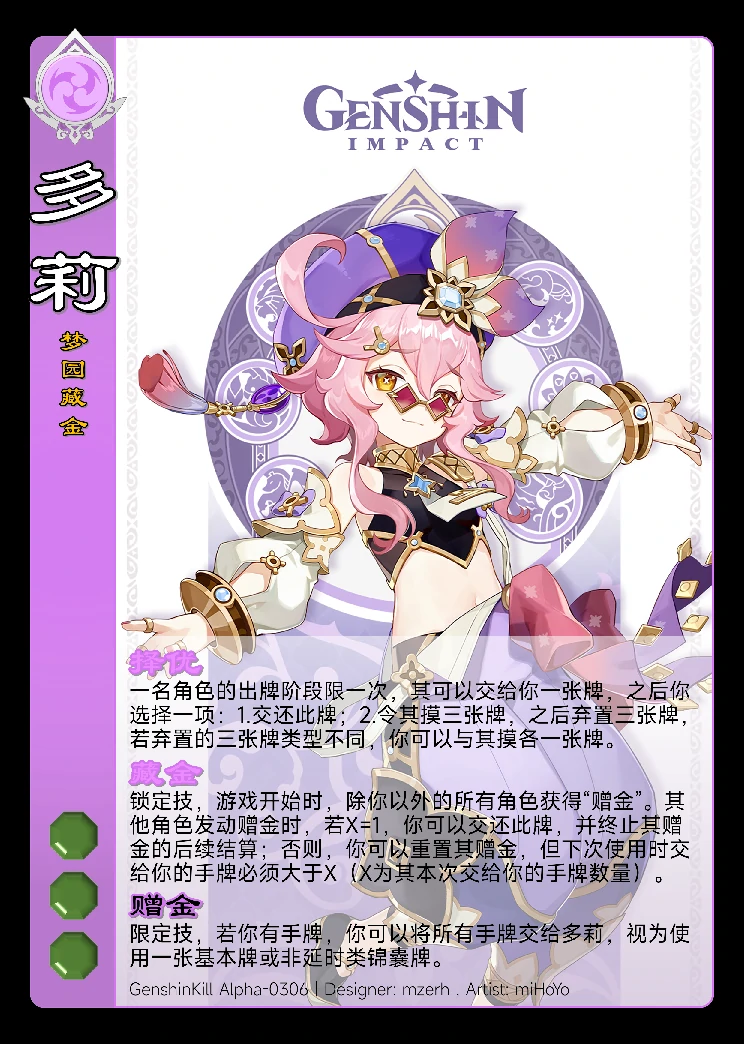 GENSHIN
IMPACT
多莉
梦园藏金
择优
一名角色的出牌阶段限一次，其可以交给你一张牌，之后你
选择一项：1.交还此牌；2.令其摸三张牌，之后弃置三张牌，
若弃置的三张牌类型不同，你可以与其摸各一张牌。
藏金
锁定技，游戏开始时，除你以外的所有角色获得“赠金”。其
他角色发动赠金时，若X=1，你可以交还此牌，并终止其赠
金的后续结算；否则，你可以重置其赠金，但下次使用时交
给你的手牌必须大于X（X为其本次交给你的手牌数量）。
赠金
限定技，若你有手牌，你可以将所有手牌交给多莉，视为使
用一张基本牌或非延时类锦囊牌。
GenshinKill Alpha-0306 | Designer: mzerh . Artist: miHoYo